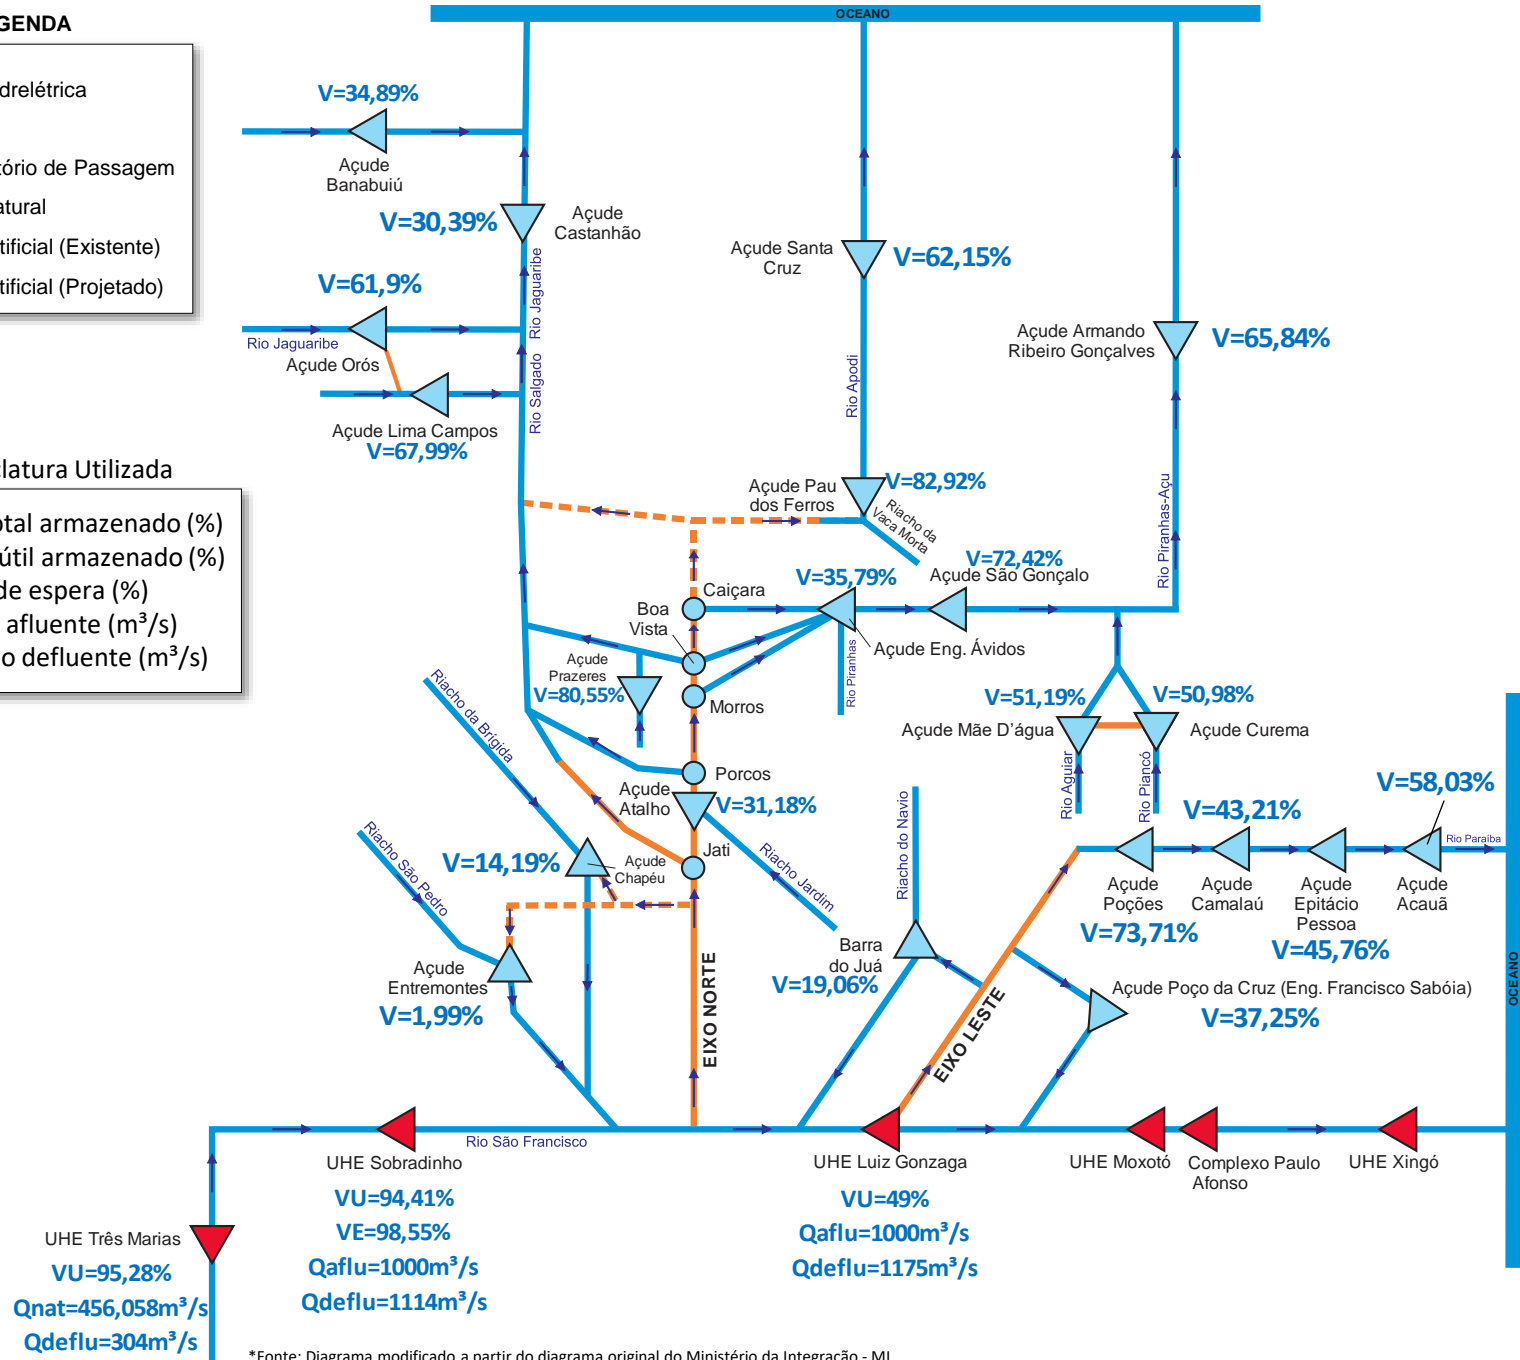 OCEANO
GENDA
drelétrica
tório de Passagem
atural
tificial (Existente)
tificial (Projetado)
V=34,89%
Açude
Banabuiú
V=30,39%
Açude
Castanhão
V=61,9%
Rio Jaguaribe
Açude Orós
Rio Jaguaribe
Rio Salgado
Açude Lima Campos
V=67,99%
Açude Santa
Cruz
V=62,15%
Rio Apodi
Açude Armando
Ribeiro Gonçalves
V=65,84%
Rio Piranhas-Açu
clatura Utilizada
otal armazenado (%)
útil armazenado (%)
de espera (%)
afluente (m³/s)
o defluente (m³/s)
Açude Pau
dos Ferros
V=82,92%
Riacho da
Vaca Morta
V=72,42%
Açude São Gonçalo
V=35,79%
Açude Eng. Ávidos
Rio Piranhas
Caiçara
Boa
Vista
Morros
Porcos
Açude
Prazeres
V=80,55%
Riacho da Brígida
V=51,19%
Açude Mãe D'água
Rio Aguiar
V=50,98%
Açude Curema
Rio Piancó
Açude
Atalho
V=31,18%
Jati
Riacho Jardim
Riacho São Pedro
V=14,19%
Açude
Chapéu
Açude
Entremontes
V=1,99%
EIXO NORTE
Riacho do Navio
Barra
do Juá
V=19,06%
EIXO LESTE
V=58,03%
V=43,21%
Rio Paraíba
Açude
Poções
V=73,71%
Açude
Camalaú
Açude
Epitácio
Pessoa
V=45,76%
Açude
Acauã
Açude Poço da Cruz (Eng. Francisco Sabóia)
V=37,25%
OCEANO
Rio São Francisco
UHE Sobradinho
VU=94,41%
VE=98,55%
Qaflu=1000m³/s
Qdeflu=1114m³/s
UHE Luiz Gonzaga
VU=49%
Qaflu=1000m³/s
Qdeflu=1175m³/s
UHE Moxotó
Complexo Paulo
Afonso
UHE Xingó
UHE Três Marias
VU=95,28%
Qnat=456,058m³/s
Qdeflu=304m³/s
*Fonte: Diagrama modificado a partir do diagrama original do Ministério da Integração - MI